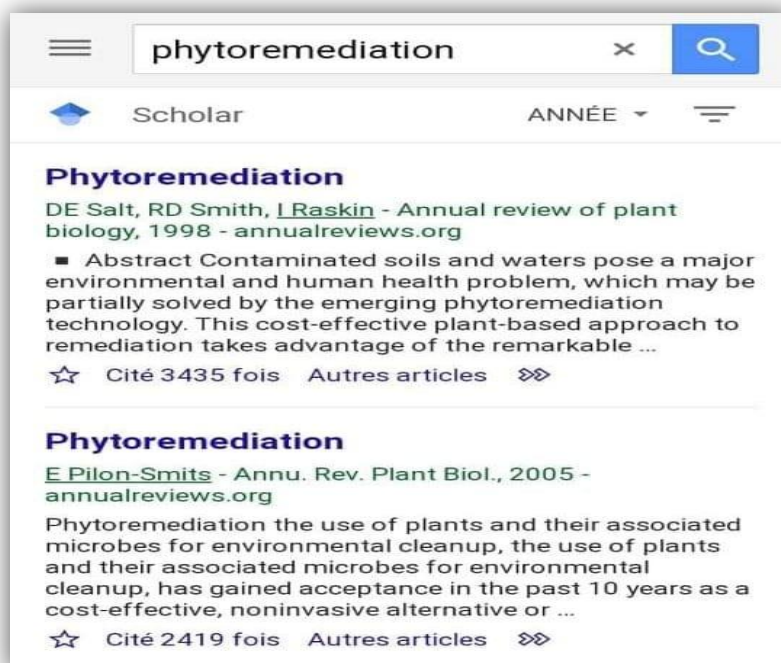 phytoremediation
Scholar ANNÉE
Phytoremediation
DE Salt, RD Smith, I Raskin - Annual review of plant
biology, 1998 - annualreviews.org
■ Abstract Contaminated soils and waters pose a major
environmental and human health problem, which may be
partially solved by the emerging phytoremediation
technology. This cost-effective plant-based approach to
remediation takes advantage of the remarkable ...
Cité 3435 fois Autres articles
Phytoremediation
E Pilon-Smits - Annu. Rev. Plant Biol., 2005 -
annualreviews.org
Phytoremediation the use of plants and their associated
microbes for environmental cleanup, the use of plants
and their associated microbes for environmental
cleanup, has gained acceptance in the past 10 years as a
cost-effective, noninvasive alternative or ...
Cité 2419 fois Autres articles